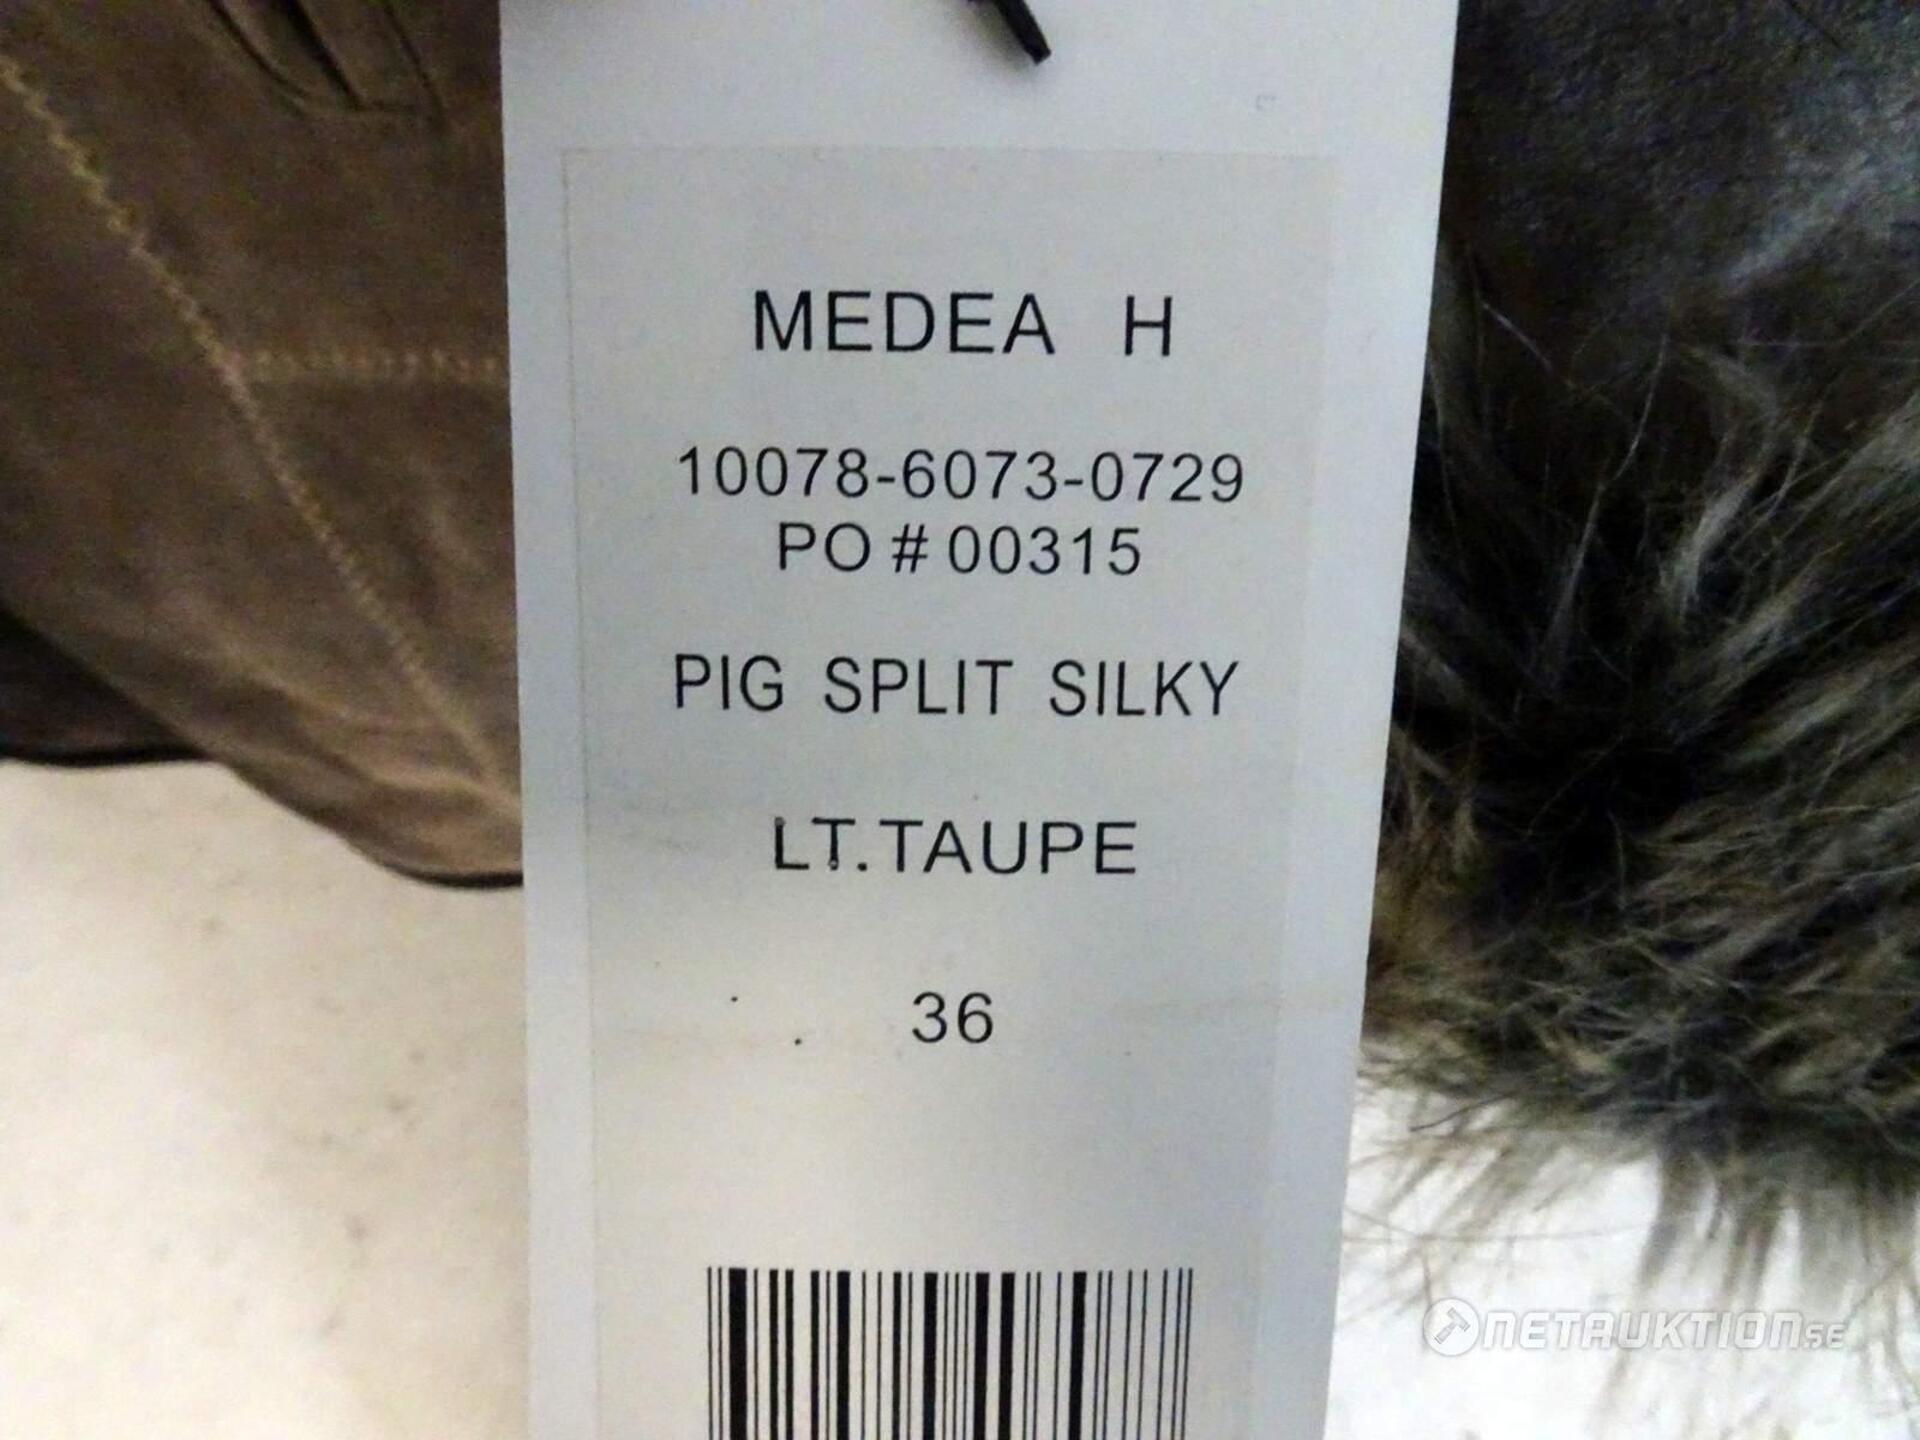 MEDEA H
10078-6073-0729
PO # 00315
PIG SPLIT SILKY
LT.TAUPE
36
NETAUKTION.SE